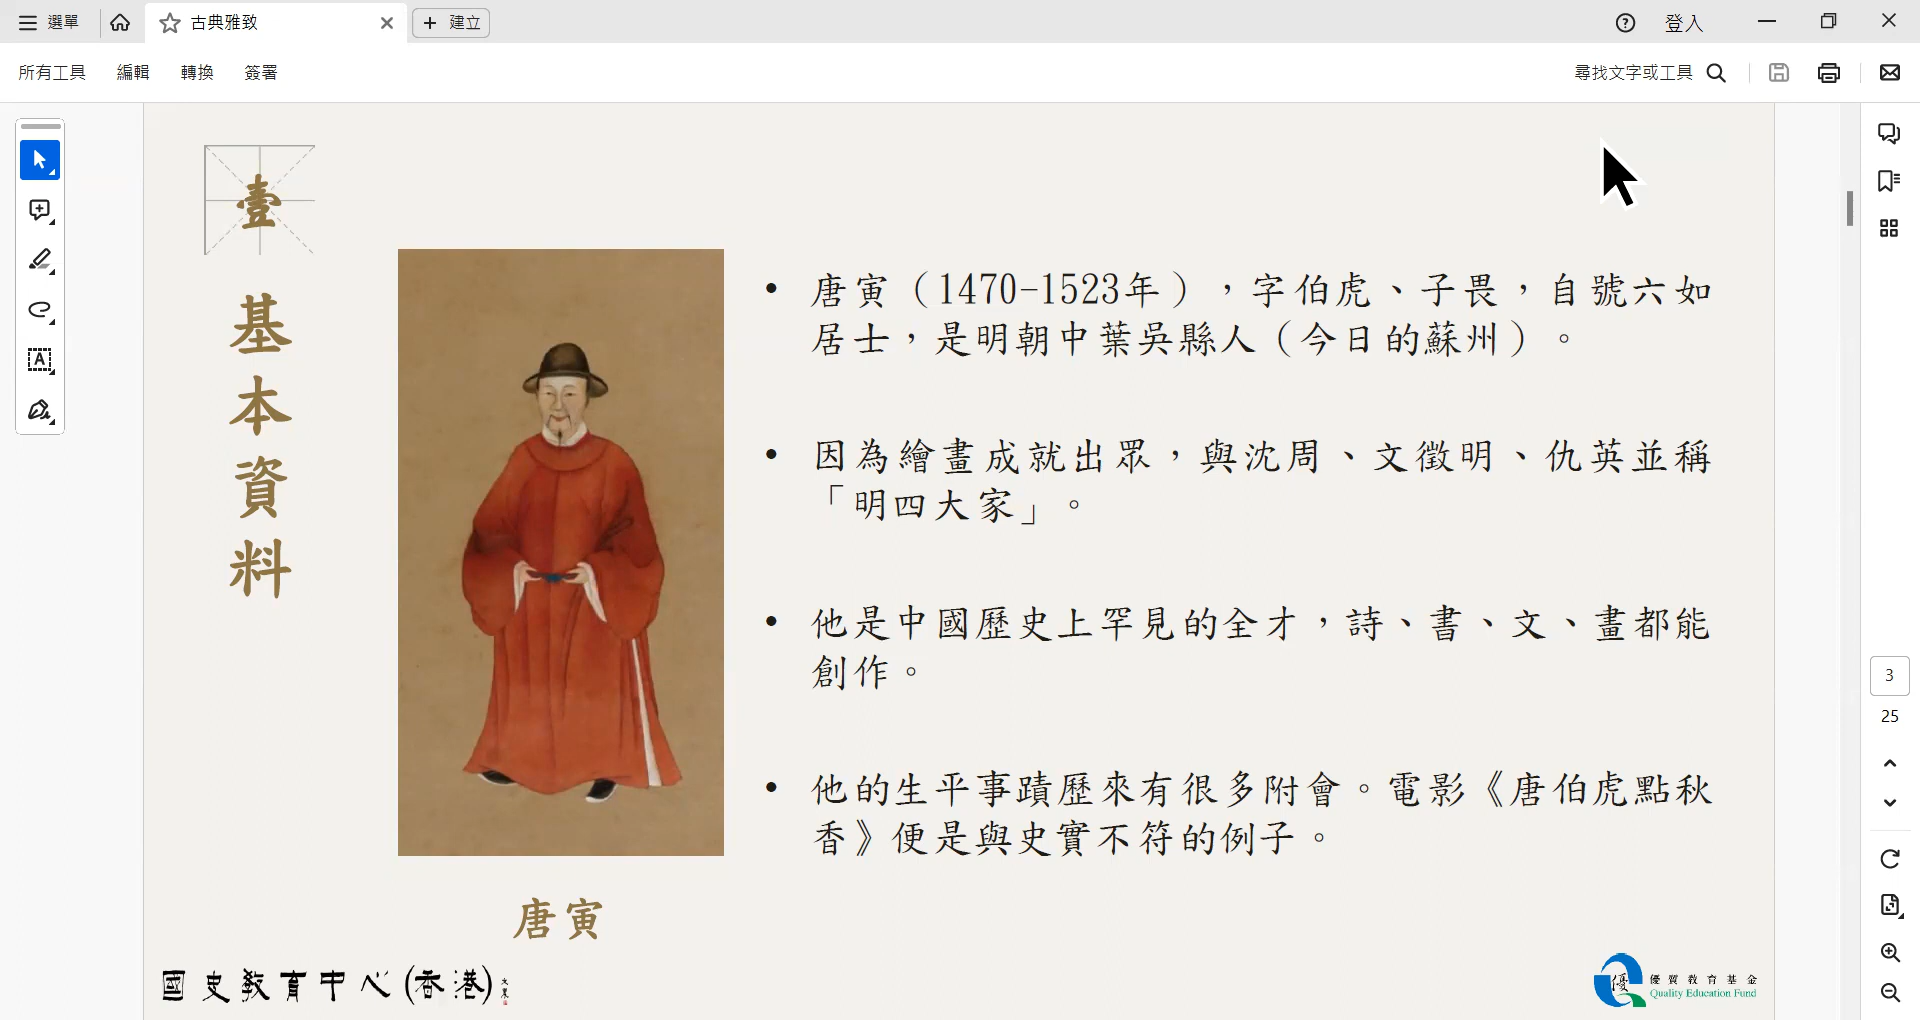 選單
古典雅致
建立
登入
所有工具
編輯
轉換
簽署
尋找文字或工具
壹
基本資料
• 唐寅（1470-1523年），字伯虎、子畏，自號六如
居士，是明朝中葉吳縣人（今日的蘇州）。
• 因為繪畫成就出眾，與沈周、文徵明、仇英並稱
「明四大家」。
• 他是中國歷史上罕見的全才，詩、書、文、畫都能
創作。
• 他的生平事蹟歷來有很多附會。電影《唐伯虎點秋
香》便是與史實不符的例子。
唐寅
國史教育中心(香港)
優
優質教育基金
Quality Education Fund
3
25